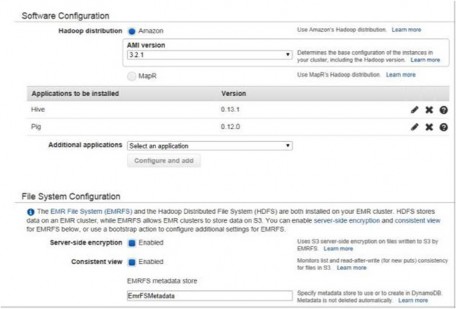 Software Configuration
Hadoop distribution Amazon Use Amazon's Hadoop distribution. Learn more
AMI version
3.2.1 Determines the base configuration of the instances in
your cluster, including the Hadoop version. Learn more
MapR Use MapR's Hadoop distribution. Learn more
Applications to be installed Version
Hive 0.13.1
Pig 0.12.0
Additional applications Select an application
Configure and add
File System Configuration
The EMR File System (EMRFS) and the Hadoop Distributed File System (HDFS) are both installed on your EMR cluster. HDFS stores
data on an EMR cluster, while EMRFS allows EMR clusters to store data on S3. You can enable server-side encryption and consistent view
for EMRFS below, or use a bootstrap action to configure additional settings for EMRFS.
Server-side encryption Enabled Uses S3 server-side encryption on files written to S3 by
EMRFS. Learn more
Consistent view Enabled Monitors list and read-after-write (for new puts) consistency
for files in S3. Learn more
EMRFS metadata store
EmrFSMetadata Specify metadata store to use or to create in DynamoDB.
Metadata is not deleted automatically. Learn more